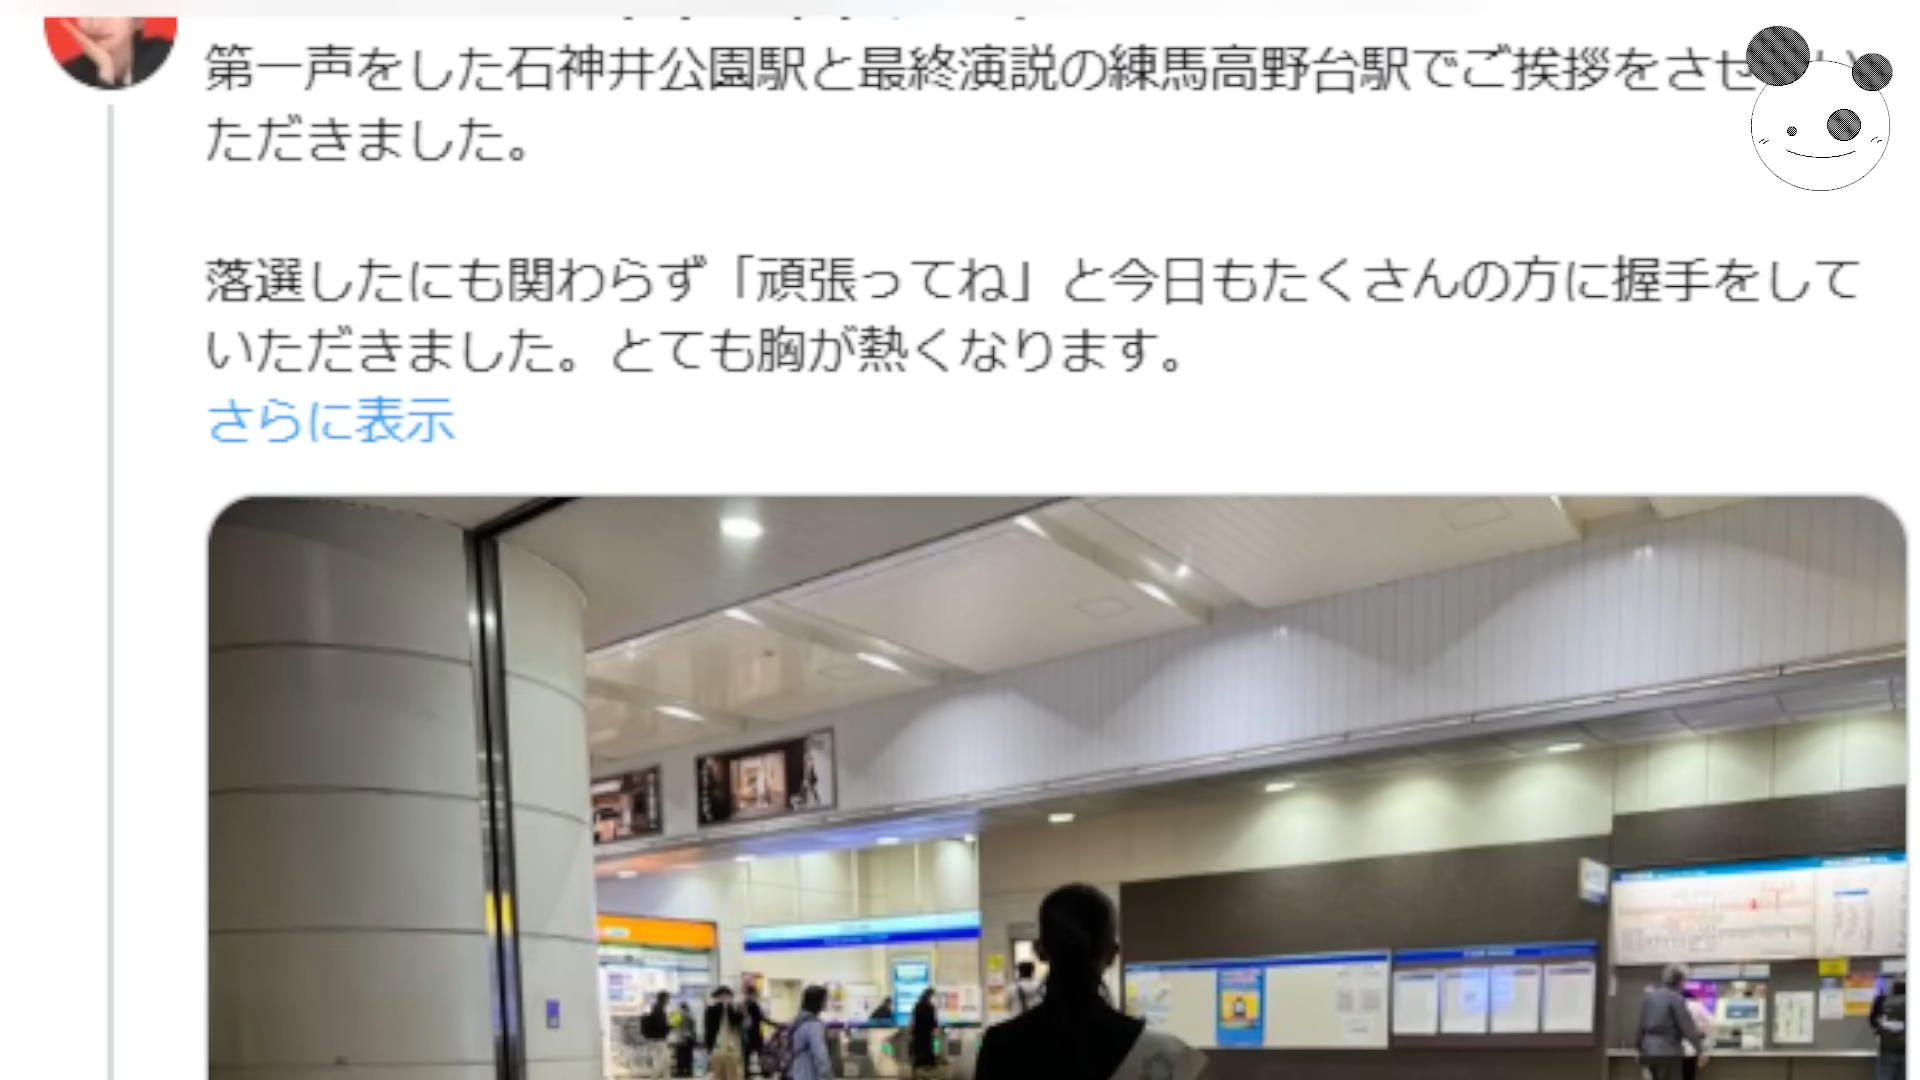 第一声をした石神井公園駅と最終演説の練馬高野台駅でご挨拶をさせ
ただきました。
落選したにも関わらず「頑張ってね」と今日もたくさんの方に握手をして
いただきました。とても胸が熱くなります。
さらに表示